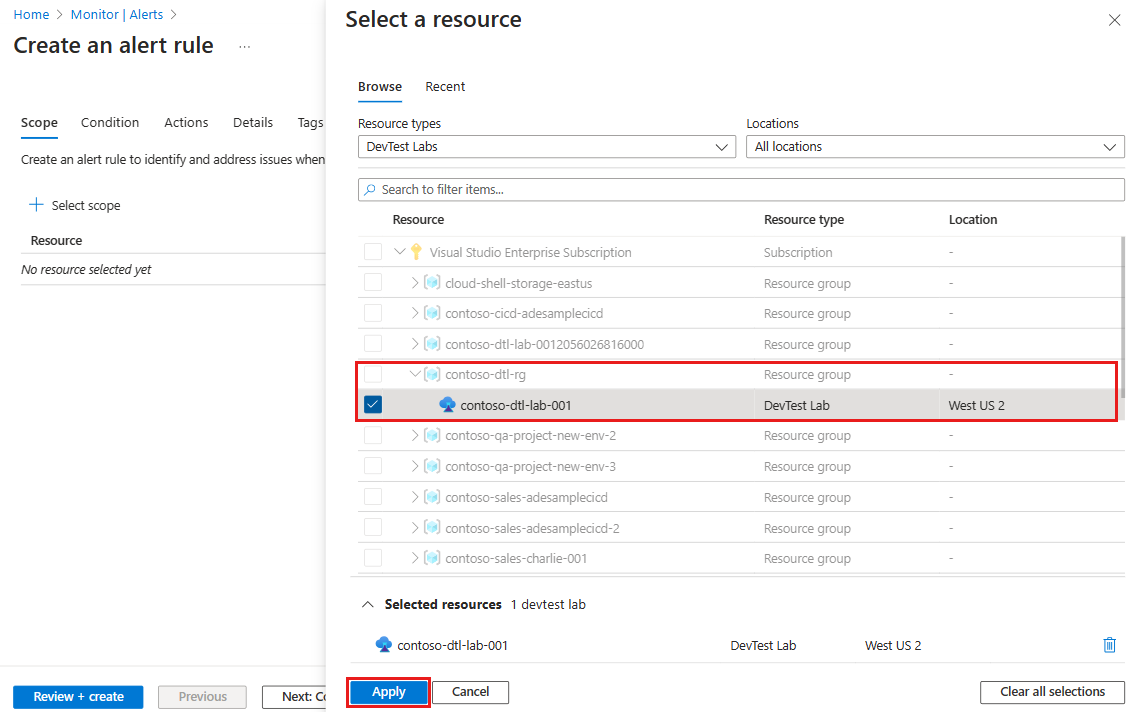 Home > Monitor | Alerts >
Create an alert rule ...
Scope Condition Actions Details Tags
Create an alert rule to identify and address issues when
+ Select scope
Resource
No resource selected yet
Review + create Previous Next: Co
Select a resource
Browse Recent
Resource types Locations
DevTest Labs All locations
Search to filter items...
Resource Resource type Location
Visual Studio Enterprise Subscription Subscription -
cloud-shell-storage-eastus Resource group -
contoso-cicd-adesamplecicd Resource group -
contoso-dtl-lab-0012056026816000 Resource group -
contoso-dtl-rg Resource group -
contoso-dtl-lab-001 DevTest Lab West US 2
contoso-qa-project-new-env-2 Resource group -
contoso-qa-project-new-env-3 Resource group -
contoso-sales-adesamplecicd Resource group -
contoso-sales-adesamplecicd-2 Resource group -
contoso-sales-charlie-001 Resource group -
Selected resources 1 devtest lab
contoso-dtl-lab-001 DevTest Lab West US 2
Apply Cancel Clear all selections